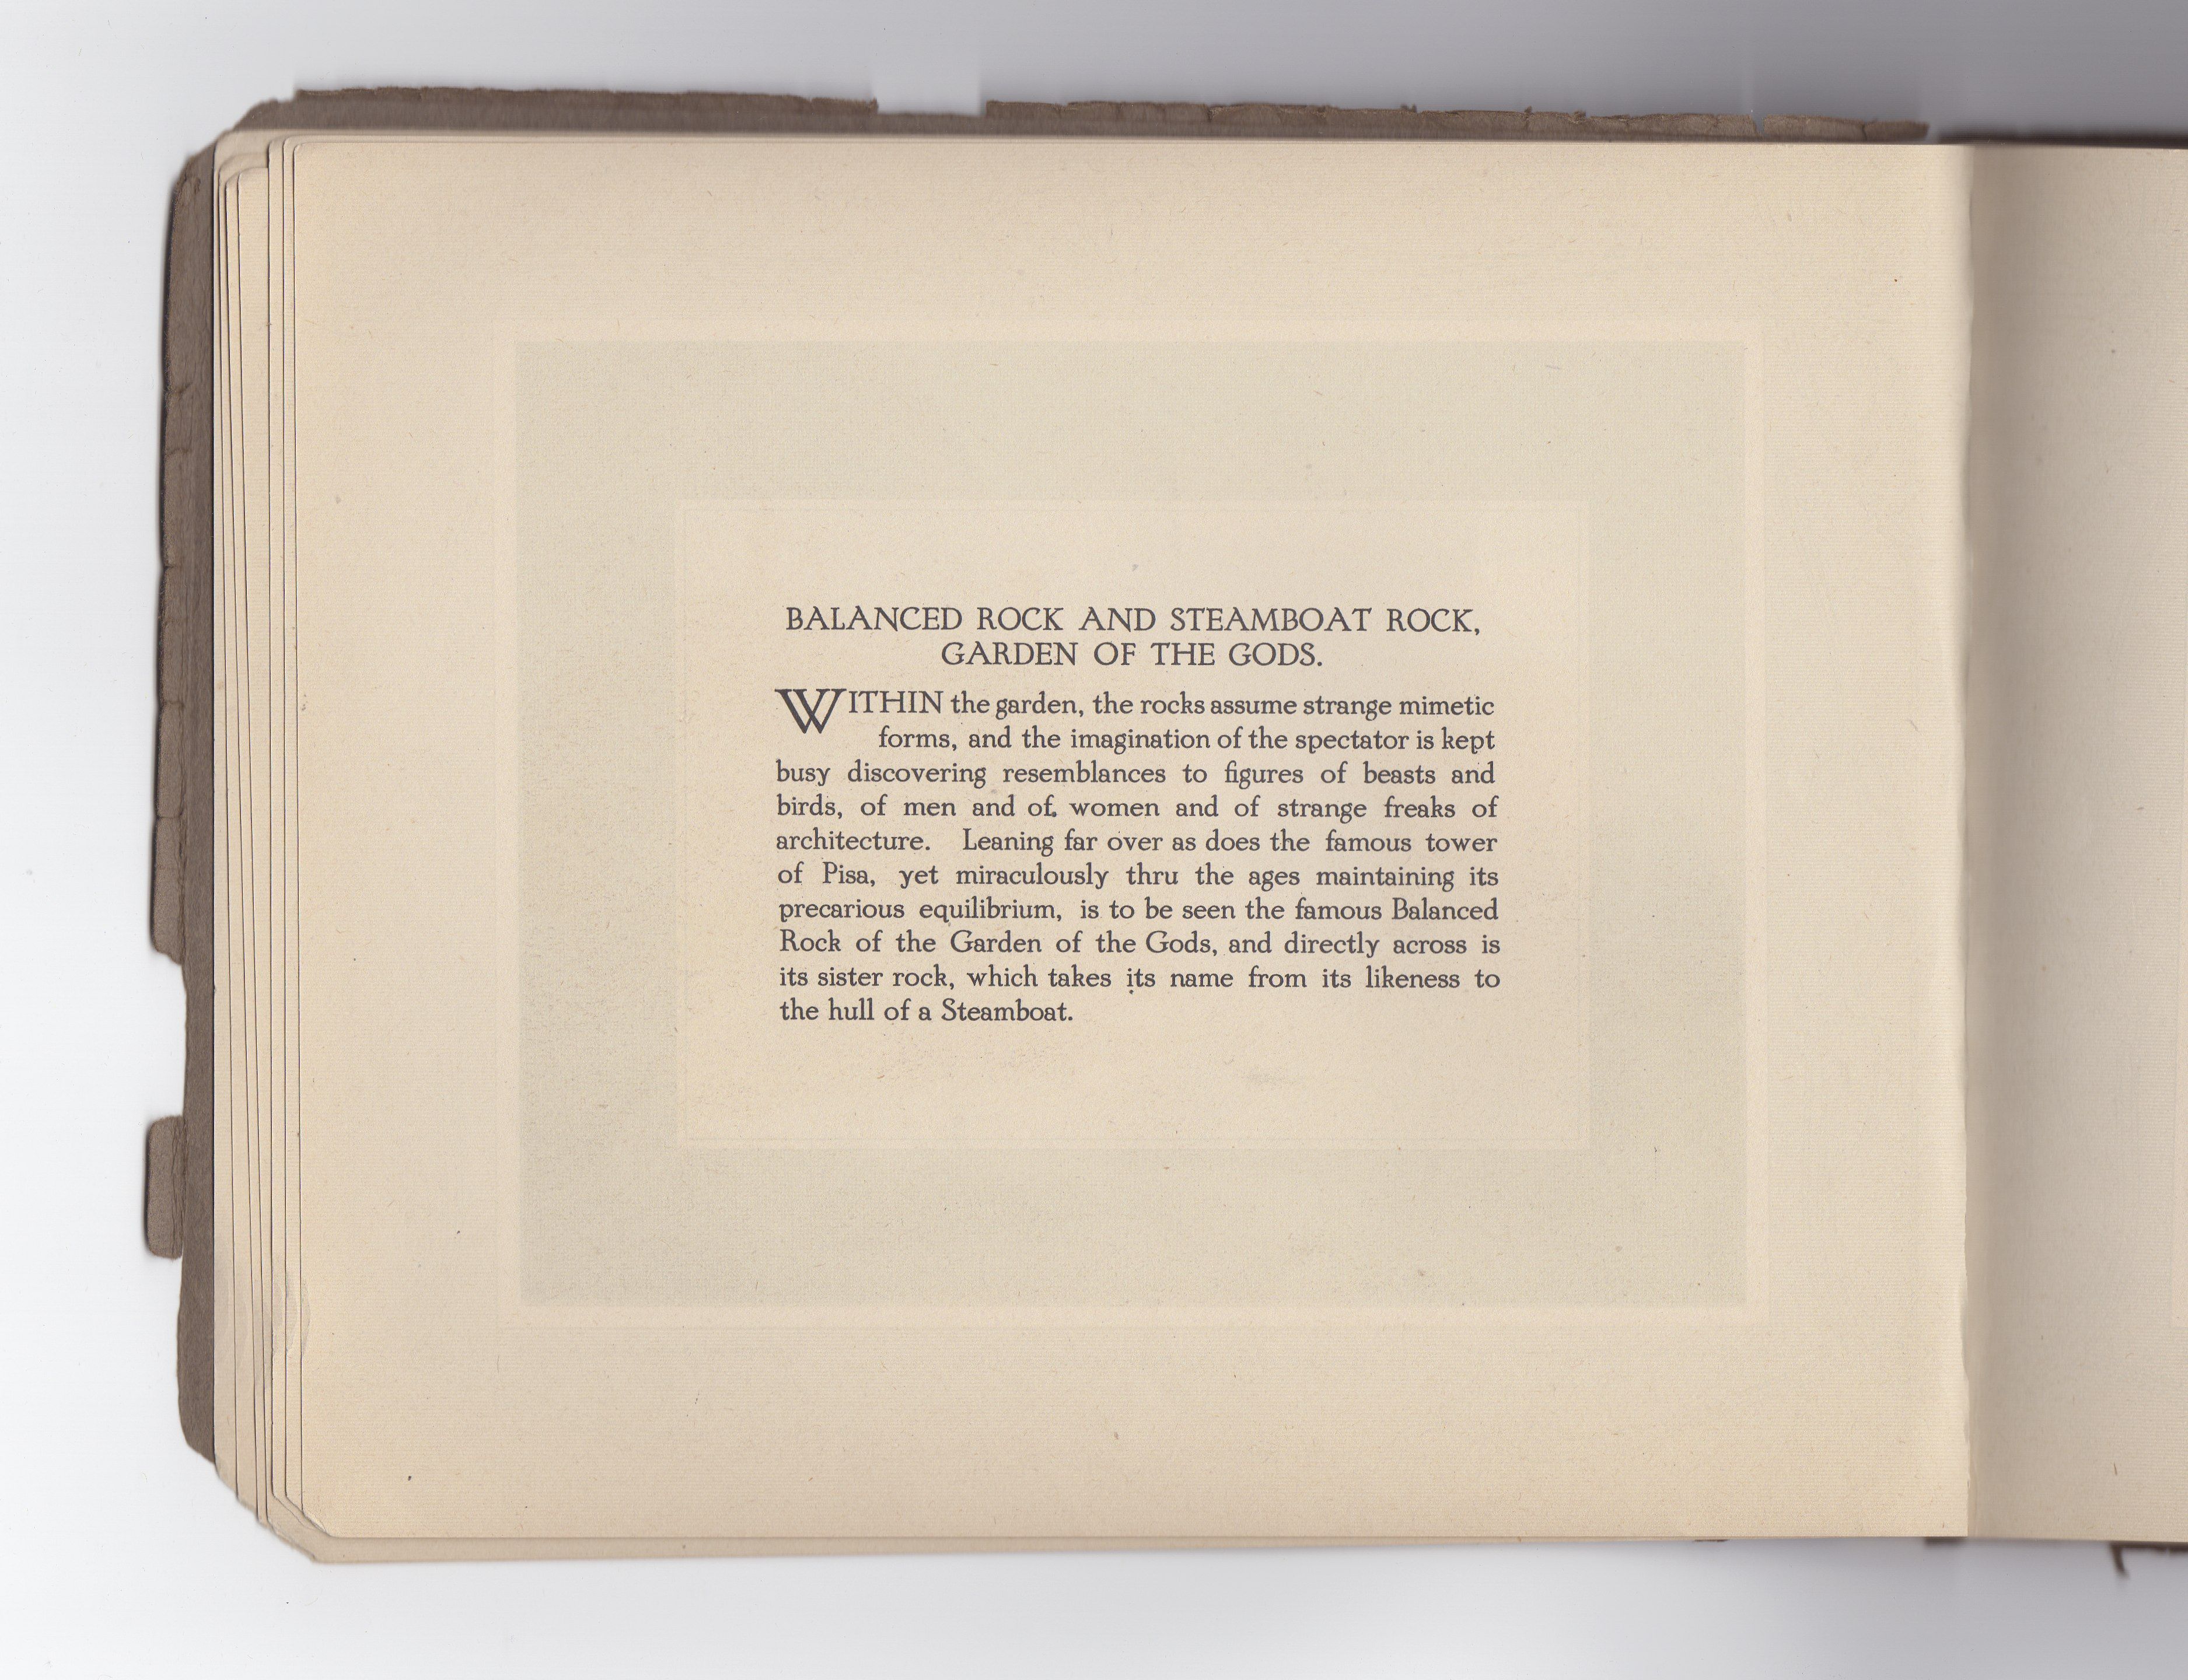 BALANCED ROCK AND STEAMBOAT ROCK,
GARDEN OF THE GODS.
WITHIN the garden, the rocks assume strange mimetic
forms, and the imagination of the spectator is kept
busy discovering resemblances to figures of beasts and
birds, of men and of women and of strange freaks of
architecture. Leaning far over as does the famous tower
of Pisa, yet miraculously thru the ages maintaining its
precarious equilibrium, is to be seen the famous Balanced
Rock of the Garden of the Gods, and directly across is
its sister rock, which takes its name from its likeness to
the hull of a Steamboat.